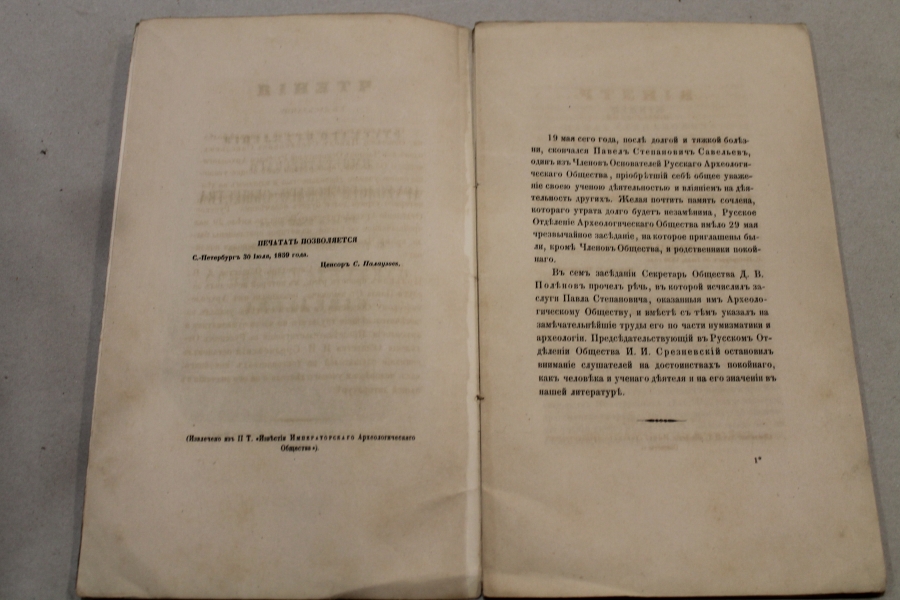 ПЕЧАТАТЬ ПОЗВОЛЯЕТСЯ
С.-Петербургъ 30 Іюля, 1859 года.
Ценсоръ С. Палаузовъ.
(Извлечено изъ II Т. «Извѣстій ИМПЕРАТОРСКАГО Археологическаго
Общества»).
19 мая сего года, послѣ долгой и тяжкой болѣз-
ни, скончался Павелъ Степановичъ Савельевъ,
одинъ изъ Членовъ Основателей Русскаго Археологи-
ческаго Общества, пріобрѣтшій себѣ общее уваже-
ніе своею ученою дѣятельностью и вліяніемъ на дѣя-
тельность другихъ. Желая почтить память сочлена,
котораго утрата долго будетъ незамѣнима, Русское
Отдѣленіе Археологическаго Общества имѣло 29 мая
чрезвычайное засѣданіе, на которое приглашены бы-
ли, кромѣ Членовъ Общества, и родственники покой-
наго.
Въ семъ засѣданіи Секретарь Общества Д. В.
Полѣновъ прочелъ рѣчь, въ которой исчислилъ за-
слуги Павла Степановича, оказанныя имъ Археоло-
гическому Обществу, и вмѣстѣ съ тѣмъ указалъ на
замѣчательнѣйшіе труды его по части нумизматики и
археологіи. Предсѣдательствующій въ Русскомъ От-
дѣленіи Общества И. И. Срезневскій остановилъ
вниманіе слушателей на достоинствахъ покойнаго,
какъ человѣка и ученаго дѣятеля и на его значеніи въ
нашей литературѣ.
1*